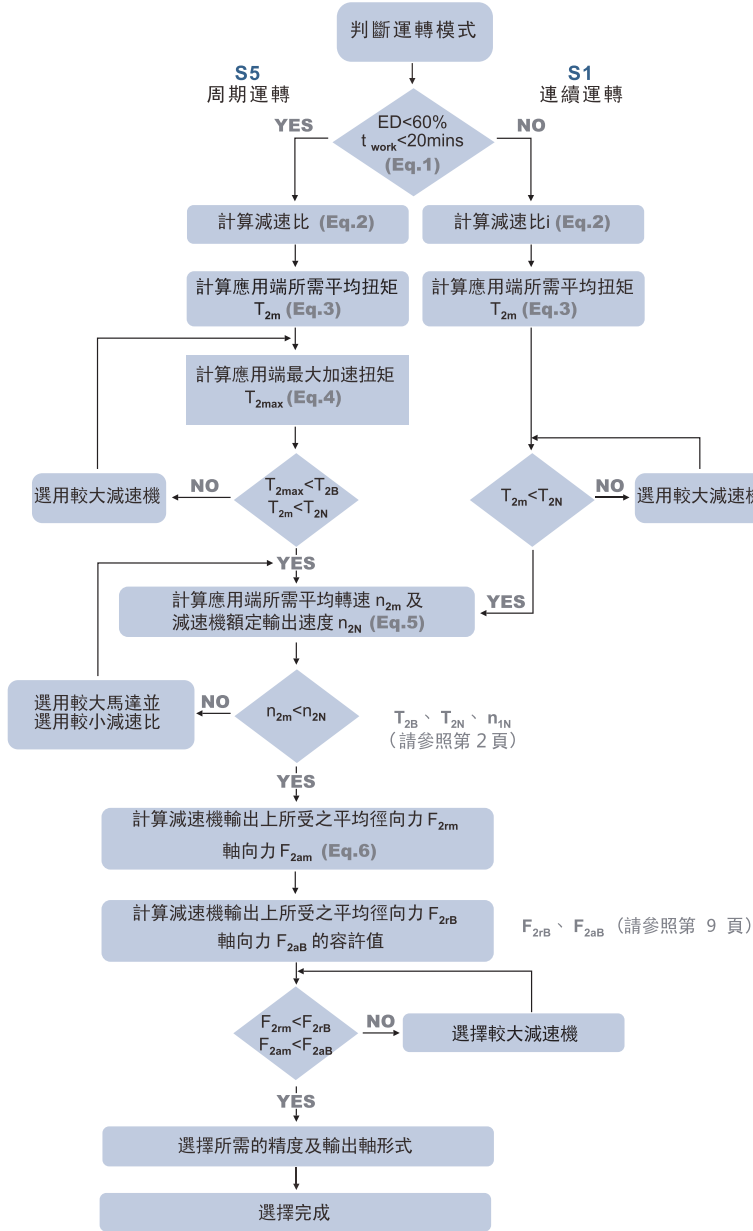 判斷運轉模式
S5
周期運轉
S1
連續運轉
YES
ED<60%
t work<20mins
(Eq.1)
NO
計算減速比 (Eq.2)
計算減速比i (Eq.2)
計算應用端所需平均扭矩
T2m (Eq.3)
計算應用端所需平均扭矩
T2m (Eq.3)
計算應用端最大加速扭矩
T2max (Eq.4)
選用較大減速機
NO
T2max<T2B
T2m<T2N
T2m<T2N
NO
選用較大減速機
YES
YES
計算應用端所需平均轉速 n2m 及
減速機額定輸出速度 n2N (Eq.5)
選用較大馬達並
選用較小減速比
NO
n2m<n2N
T2B、T2N、n1N
(請參照第 2 頁)
YES
計算減速機輸出上所受之平均徑向力 F2rm
軸向力 F2am (Eq.6)
計算減速機輸出上所受之平均徑向力 F2rB
軸向力 F2aB 的容許值
F2rB、F2aB (請參照第 9 頁)
F2rm<F2rB
F2am<F2aB
NO
選擇較大減速機
YES
選擇所需的精度及輸出軸形式
選擇完成